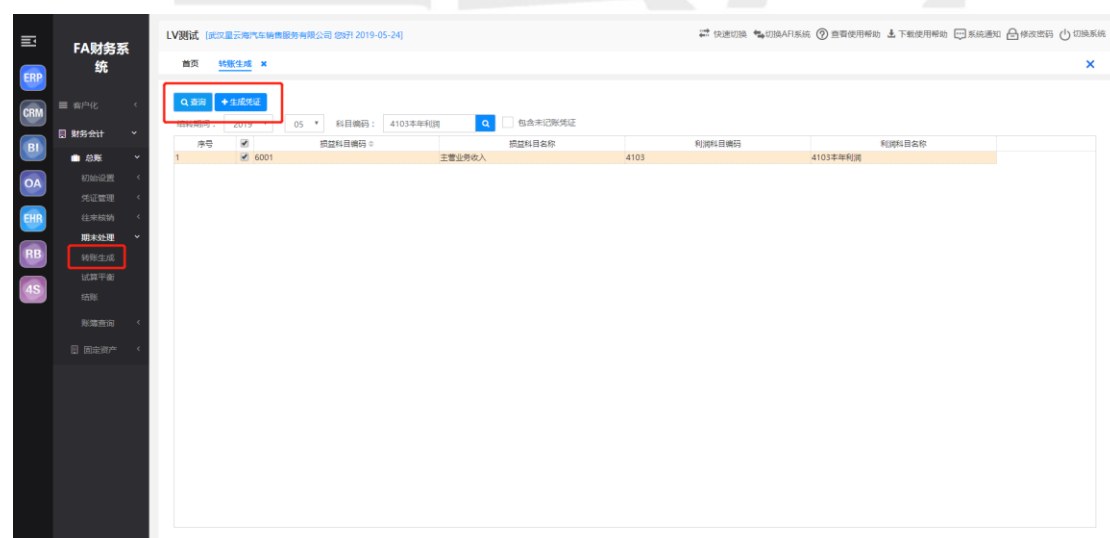 LV测试 [武汉星云海汽车销售服务有限公司 您好! 2019-05-24]
快速切换 切换AFI系统 查看使用帮助 下载使用帮助 系统通知 修改密码 切换系统
FA财务系统
首页 转账生成 ×
ERP
CRM
BI
OA
EHR
RB
4S
客户化
财务会计
总账
初始设置
凭证管理
往来核销
期末处理
转账生成
试算平衡
结账
账簿查询
固定资产
查询 + 生成凭证
结转期间： 2019 05 科目编码： 4103本年利润 包含未记账凭证
序号 损益科目编码 损益科目名称 利润科目编码 利润科目名称
1 6001 主营业务收入 4103 4103本年利润